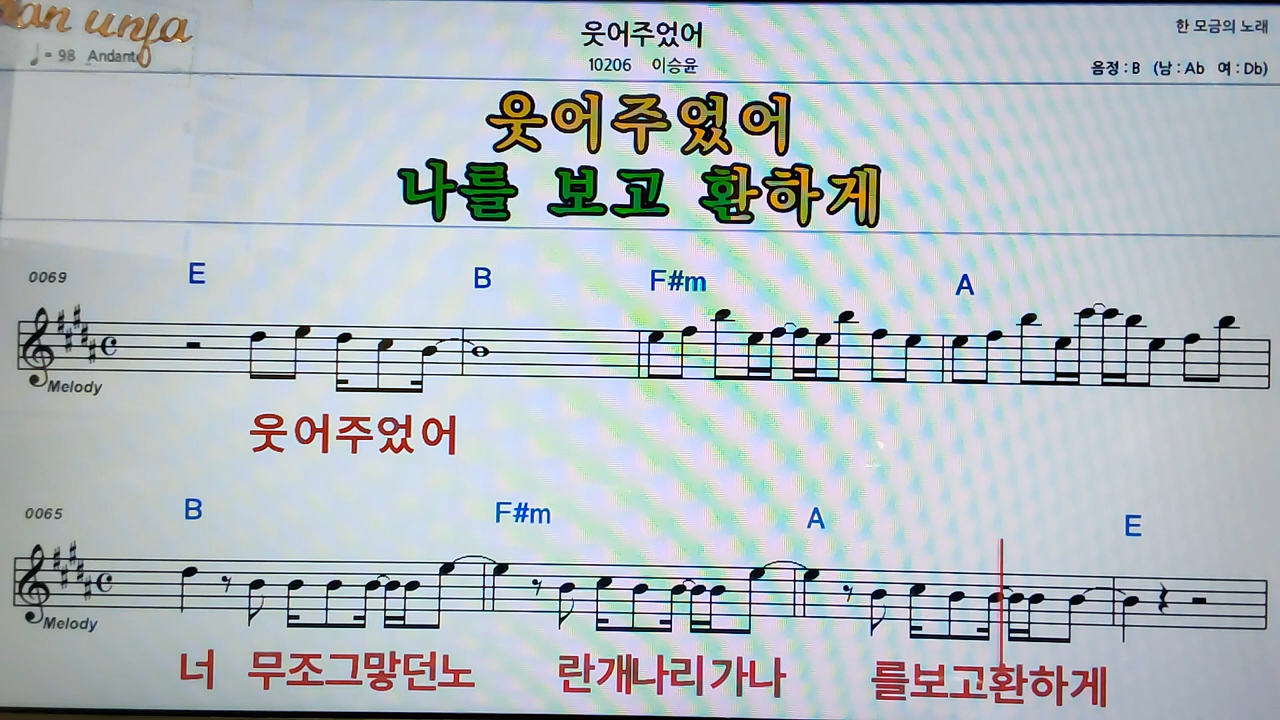 unja
♩= 98 Andante
웃어주었어
10206 이승윤
한 모금의 노래
음정 : B (남 : Ab 여 : Db)
웃어주었어
나를 보고 환하게
0069 E B F#m A
Melody
웃어주었어
0065 B F#m A E
Melody
너 무조그맣던노 란개나리가나 를보고환하게